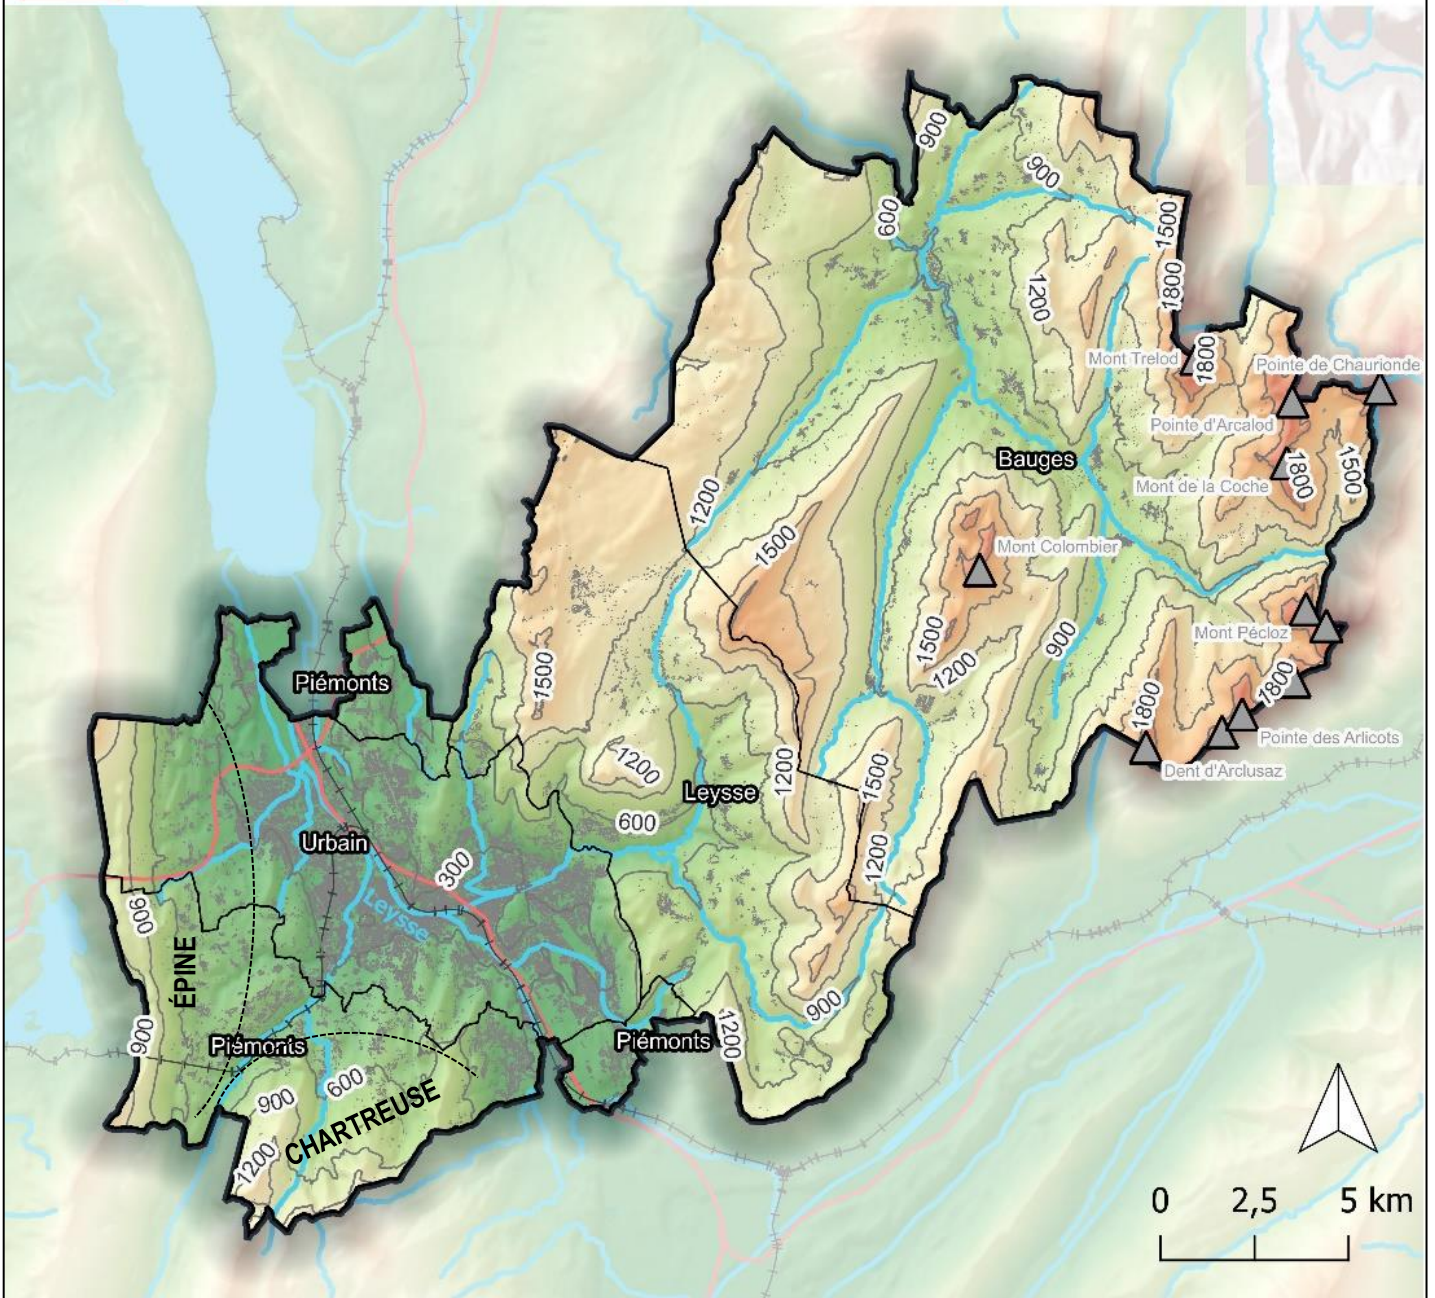 900
900
600
1500
1200
1800
Mont Trelod
1800
Pointe de Chaurionde
Pointe d'Arcalod
Bauges
1800
1500
1200
Mont de la Coche
1500
Mont Colombier
1500
900
Mont Pécloz
1200
1500
Piémonts
1800
1800
Pointe des Arlicots
1200
1200
1500
Dent d'Arclusaz
Leysse
600
Urbain
300
1200
900
Leysse
ÉPINE
900
900
1200
Piémonts
Piémonts
600
900
CHARTREUSE
1200
0 2,5 5 km